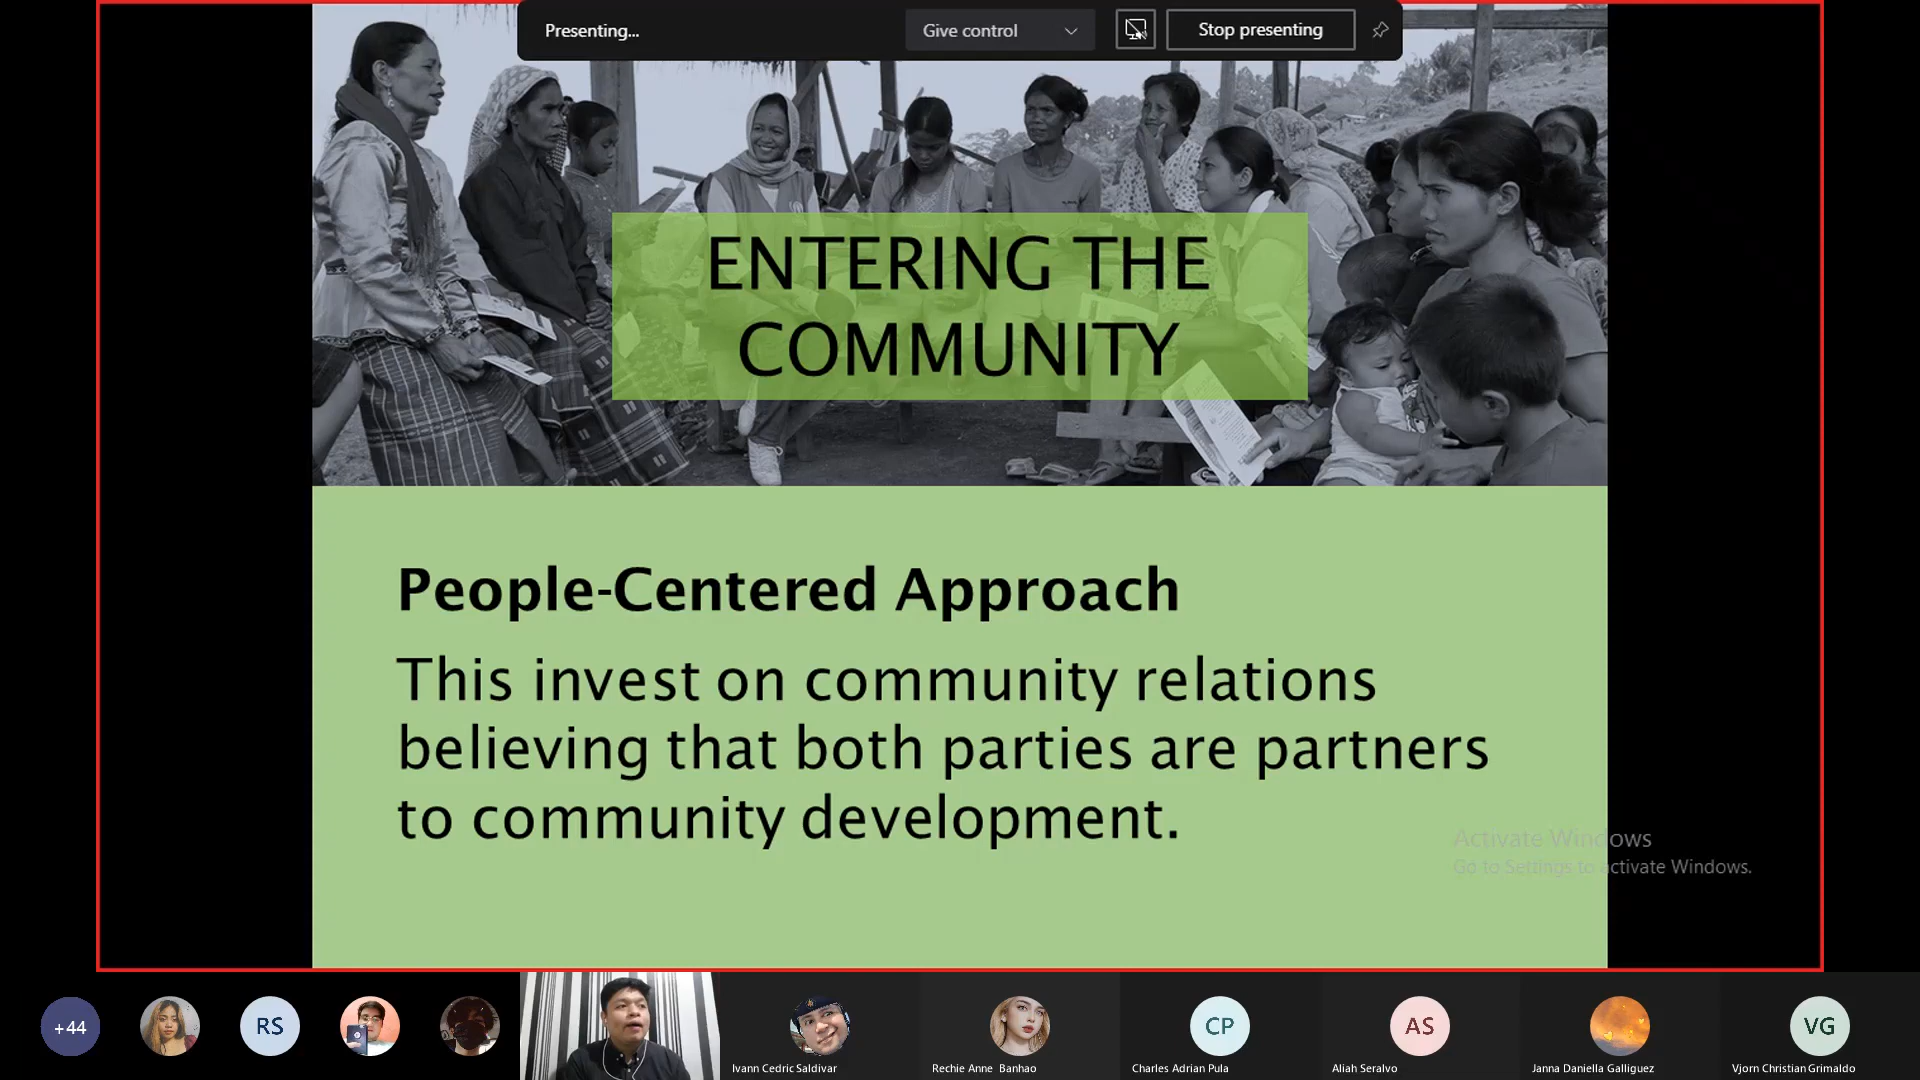 Presenting...
Give control
Stop presenting
ENTERING THE
COMMUNITY
People-Centered Approach
This invest on community relations
believing that both parties are partners
to community development.
Activate Windows
Go to Settings to activate Windows.
+44
RS
CP
AS
VG
Ivann Cedric Saldivar
Rechie Anne Banhao
Charles Adrian Pula
Aliah Seralvo
Janna Daniella Galliguez
Vjorn Christian Grimaldo